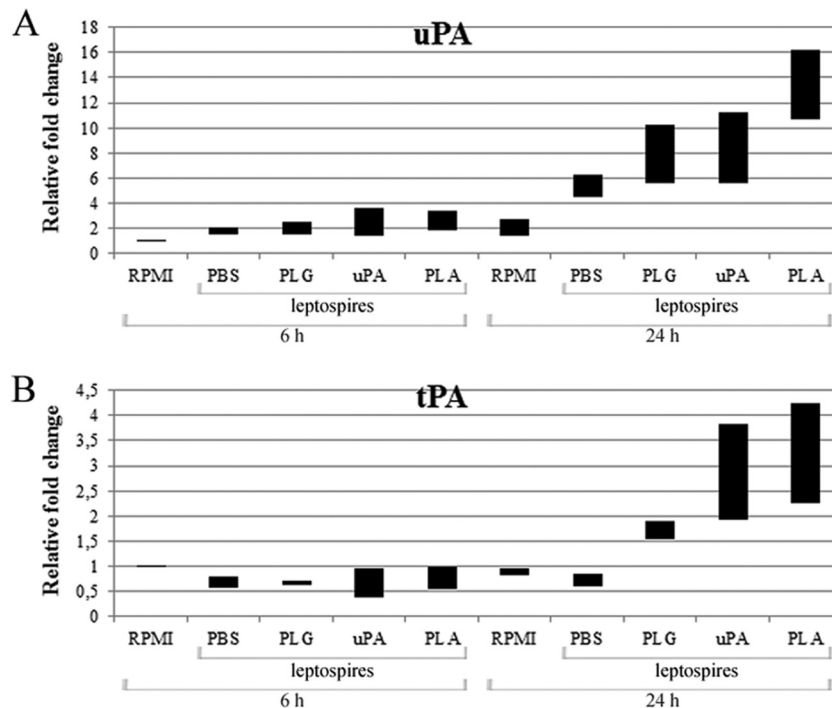 A
uPA
Relative fold change
18
16
14
12
10
8
6
4
2
0
RPMI PBS PLG uPA PLA RPMI PBS PLG uPA PLA
leptospires leptospires
6 h 24 h
B
tPA
Relative fold change
4,5
4
3,5
3
2,5
2
1,5
1
0,5
0
RPMI PBS PLG uPA PLA RPMI PBS PLG uPA PLA
leptospires leptospires
6 h 24 h